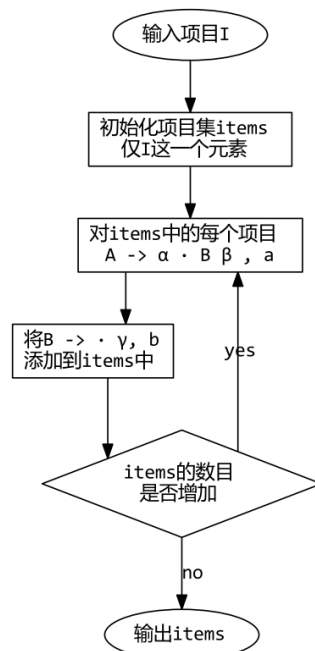 输入项目I
初始化项目集items
仅I这一个元素
对items中的每个项目
A -> α · B β , a
将B -> · γ, b
添加到items中
yes
items的数目
是否增加
no
输出items